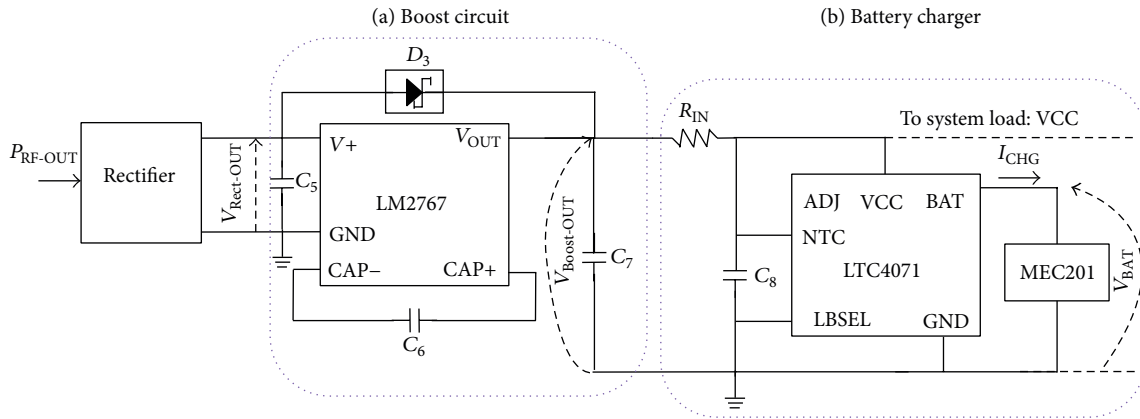 (a) Boost circuit
(b) Battery charger
D3
RIN
To system load: VCC
PRF-OUT
Rectifier
VRect-OUT
C5
V+
VOUT
LM2767
GND
CAP−
CAP+
C6
VBoost-OUT
C7
C8
ADJ
VCC
BAT
NTC
LTC4071
LBSEL
GND
ICHG
MEC201
VBAT